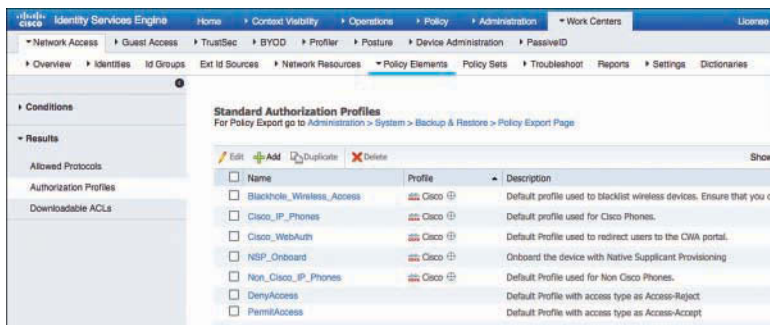 cisco Identity Services Engine Home Context Visibility Operations Policy Administration Work Centers License
Network Access Guest Access TrustSec BYOD Profiler Posture Device Administration PassiveID
Overview Identities Id Groups Ext Id Sources Network Resources Policy Elements Policy Sets Troubleshoot Reports Settings Dictionaries
Conditions
Results
Allowed Protocols
Authorization Profiles
Downloadable ACLs
Standard Authorization Profiles
For Policy Export go to Administration > System > Backup & Restore > Policy Export Page
Edit Add Duplicate Delete Show
Name Profile Description
Blackhole_Wireless_Access Cisco Default profile used to blacklist wireless devices. Ensure that you
Cisco_IP_Phones Cisco Default profile used for Cisco Phones.
Cisco_WebAuth Cisco Default Profile used to redirect users to the CWA portal.
NSP_Onboard Cisco Onboard the device with Native Supplicant Provisioning
Non_Cisco_IP_Phones Cisco Default Profile used for Non Cisco Phones.
DenyAccess Default Profile with access type as Access-Reject
PermitAccess Default Profile with access type as Access-Accept